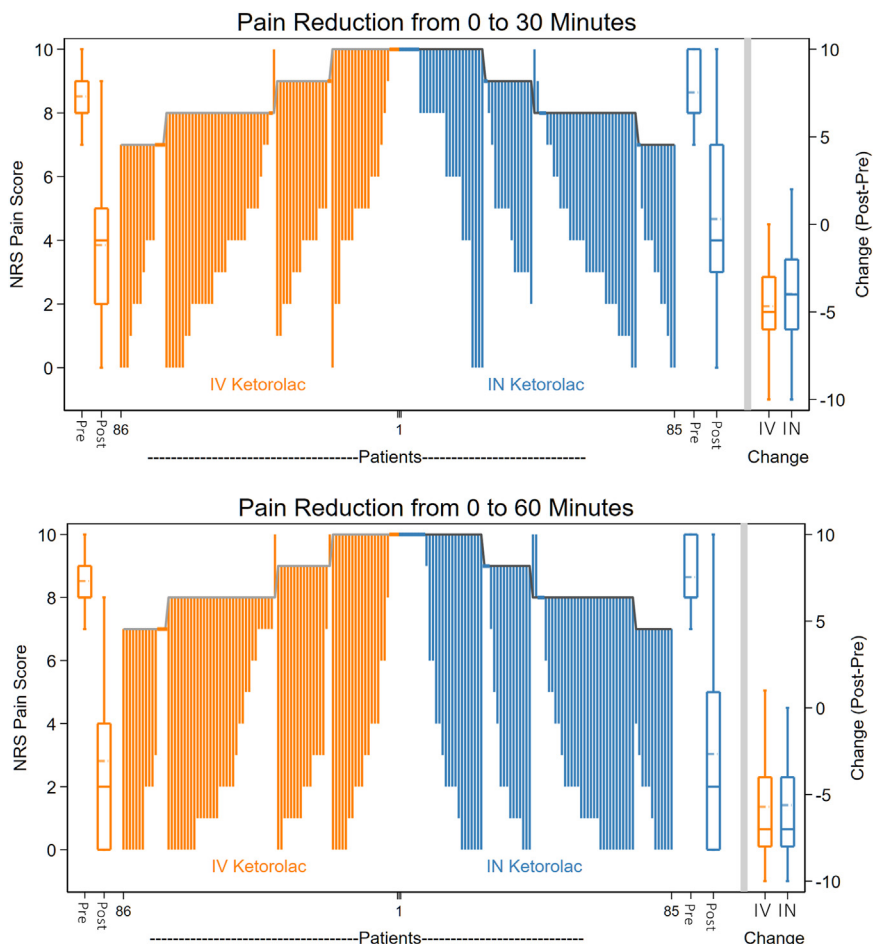 Pain Reduction from 0 to 30 Minutes
NRS Pain Score
10
8
6
4
2
0
10
5
0
-5
-10
Change (Post-Pre)
IV Ketorolac
IN Ketorolac
Pre
Post
86
1
85
Pre
Post
IV
IN
-----------------------------------Patients---------------------------
Change
Pain Reduction from 0 to 60 Minutes
NRS Pain Score
10
8
6
4
2
0
10
5
0
-5
-10
Change (Post-Pre)
IV Ketorolac
IN Ketorolac
Pre
Post
86
1
85
Pre
Post
IV
IN
-----------------------------------Patients---------------------------
Change